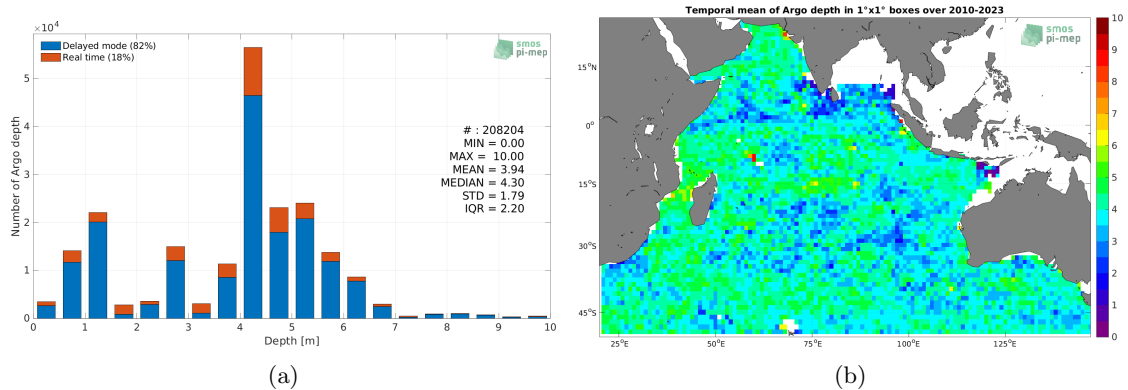 ×10⁴
Delayed mode (82%)
Real time (18%)
smos
pi-mep
# : 208204
MIN = 0.00
MAX = 10.00
MEAN = 3.94
MEDIAN = 4.30
STD = 1.79
IQR = 2.20
Number of Argo depth
5
4
3
2
1
0
0 1 2 3 4 5 6 7 8 9 10
Depth [m]
(a)
Temporal mean of Argo depth in 1°x1° boxes over 2010-2023
smos
pi-mep
15°N
0°
15°S
30°S
45°S
25°E 50°E 75°E 100°E 125°E
10
9
8
7
6
5
4
3
2
1
0
(b)